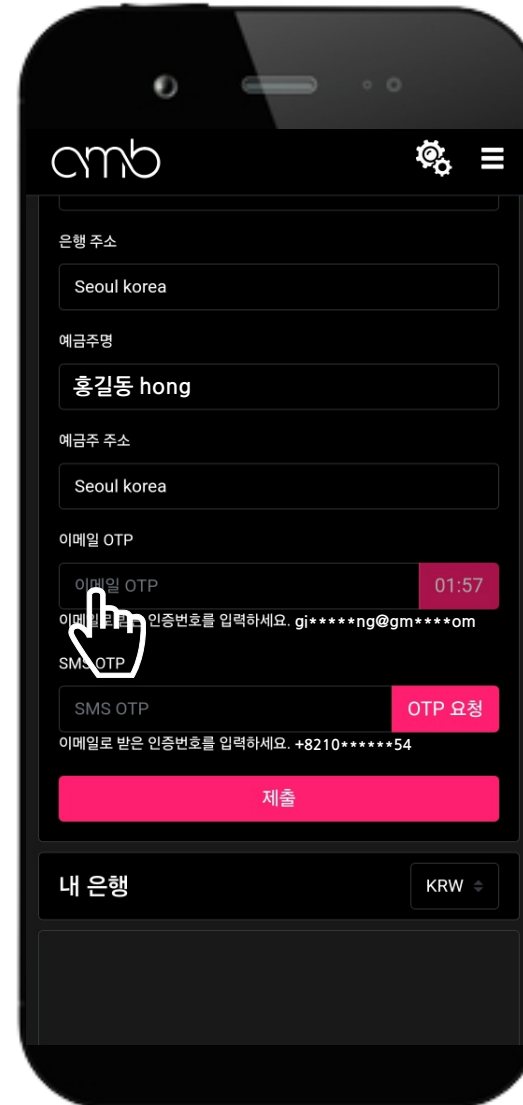 amb
은행 주소
Seoul korea
예금주명
홍길동 hong
예금주 주소
Seoul korea
이메일 OTP
이메일 OTP
01:57
이메일로 받은 인증번호를 입력하세요. gi*****ng@gm****om
SMS OTP
SMS OTP
OTP 요청
이메일로 받은 인증번호를 입력하세요. +8210******54
제출
내 은행
KRW